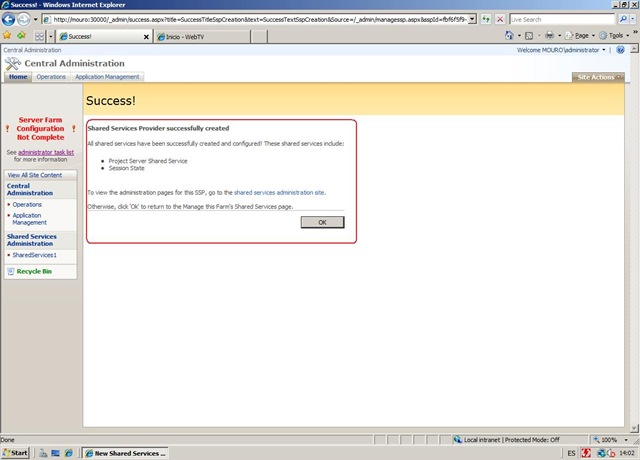 Success! - Windows Internet Explorer
http://mouro:30000/_admin/success.aspx?title=SuccessTitleSspCreation&text=SuccessTextSspCreation&Source=/_admin/managessp.aspx&sspId=fbf6f5f9
Live Search
Success!
Inicio - WebTV
Page
Tools
Central Administration
Welcome MOURO\administrator
Central Administration
Home
Operations
Application Management
Site Actions
Success!
Server Farm
Configuration
Not Complete
See administrator task list
for more information
View All Site Content
Central
Administration
Operations
Application
Management
Shared Services
Administration
SharedServices1
Recycle Bin
Shared Services Provider successfully created
All shared services have been successfully created and configured! These shared services include:
Project Server Shared Service
Session State
To view the administration pages for this SSP, go to the shared services administration site.
Otherwise, click 'Ok' to return to the Manage this Farm's Shared Services page.
OK
Done
Local intranet | Protected Mode: Off
100%
Start
New Shared Services ...
ES
14:02